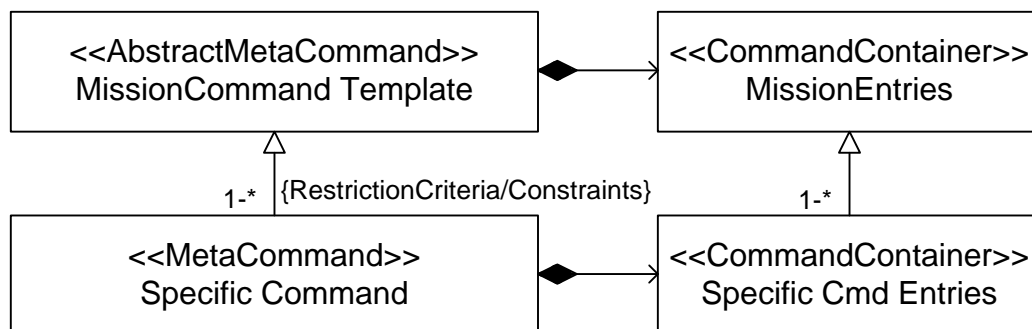 <<AbstractMetaCommand>>
MissionCommand Template
<<CommandContainer>>
MissionEntries
1-*
{RestrictionCriteria/Constraints}
1-*
<<MetaCommand>>
Specific Command
<<CommandContainer>>
Specific Cmd Entries